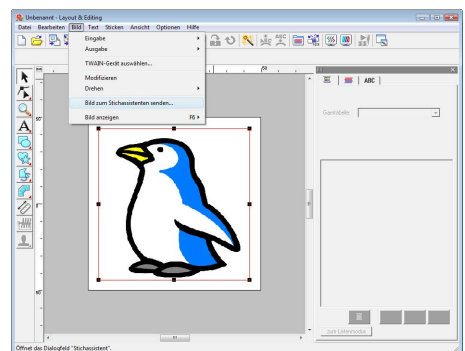 Unbenannt - Layout & Editing
Datei Bearbeiten Bild Text Sticken Ansicht Optionen Hilfe
Eingabe
Ausgabe
TWAIN-Gerät auswählen...
Modifizieren
Drehen
Bild zum Stichassistenten senden...
Bild anzeigen F6
ABC
Garntabelle
zum Listenmodus
Öffnet das Dialogfeld "Stichassistent".